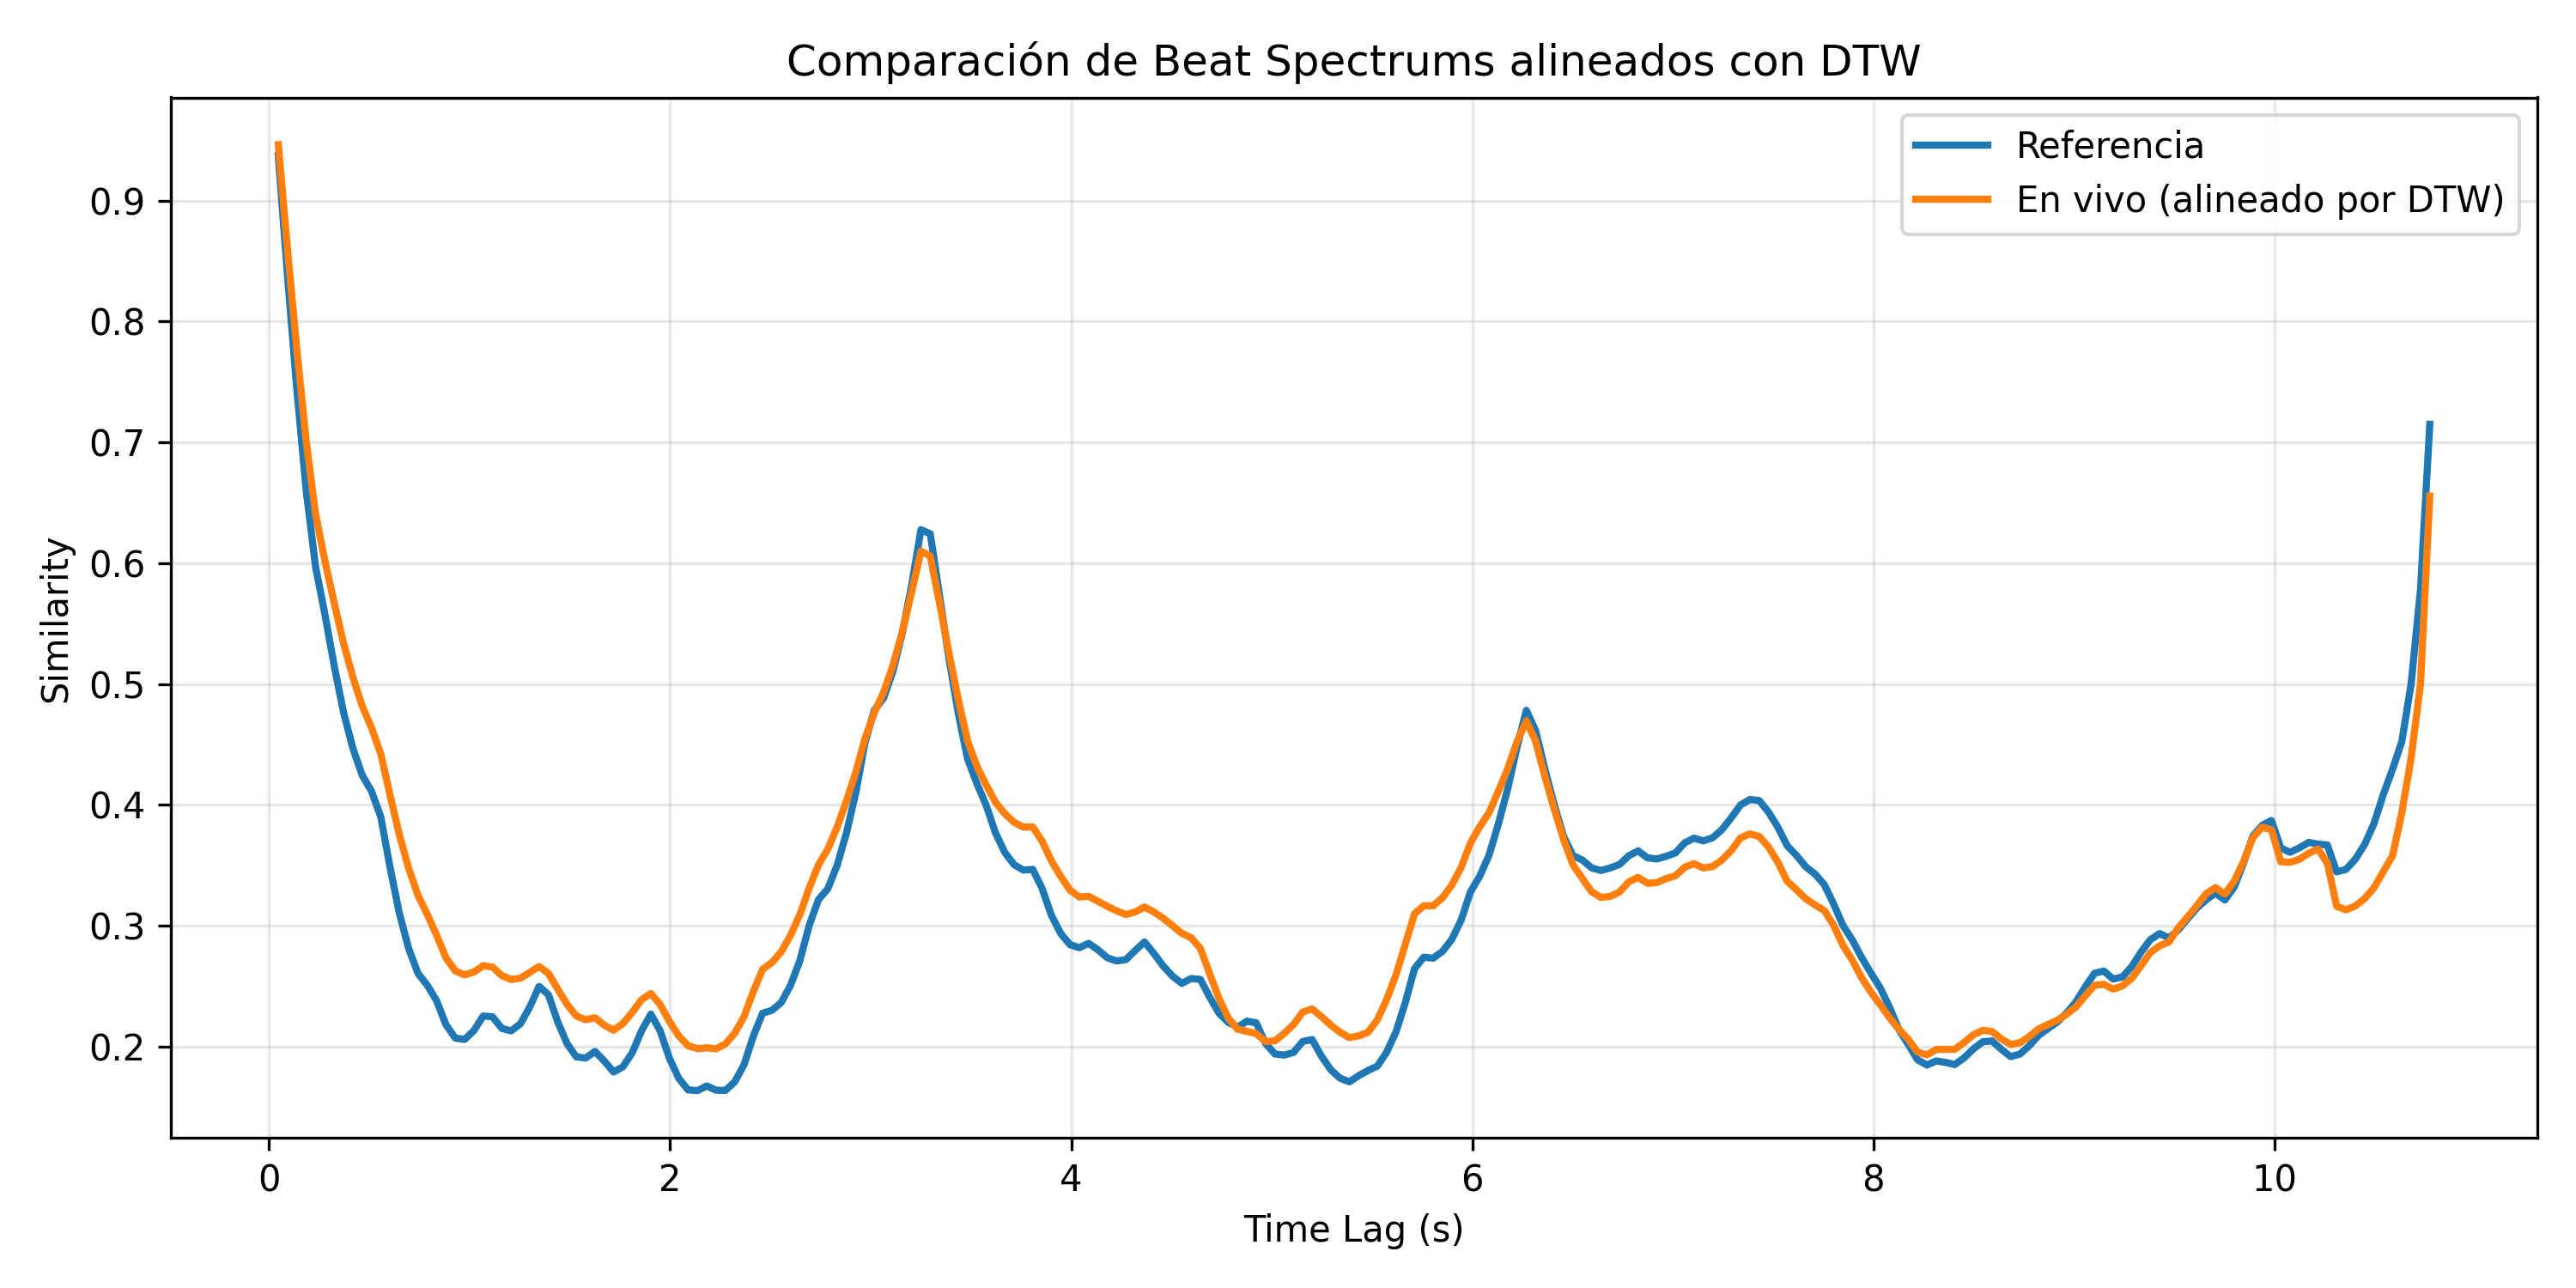 Comparación de Beat Spectrums alineados con DTW
Referencia
En vivo (alineado por DTW)
Similarity
0.9
0.8
0.7
0.6
0.5
0.4
0.3
0.2
0
2
4
6
8
10
Time Lag (s)